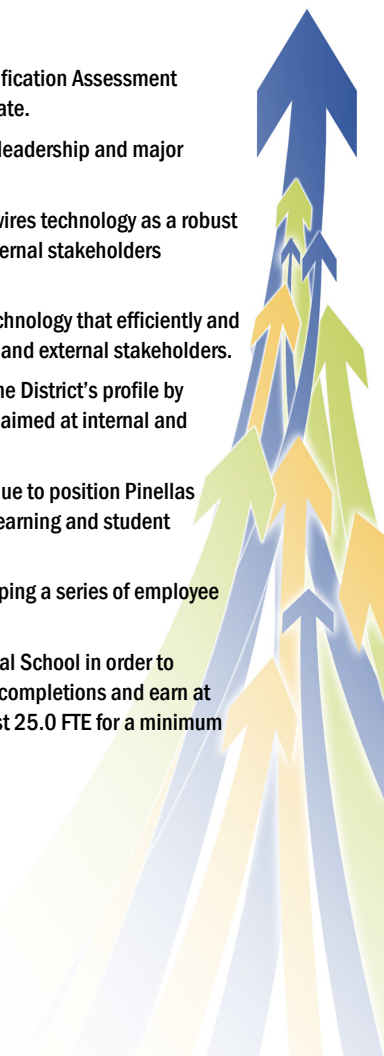 fication Assessment
ate.
leadership and major
wires technology as a robust
ernal stakeholders
chnology that efficiently and
and external stakeholders.
ne District's profile by
aimed at internal and
ue to position Pinellas
earning and student
ping a series of employee
al School in order to
completions and earn at
st 25.0 FTE for a minimum